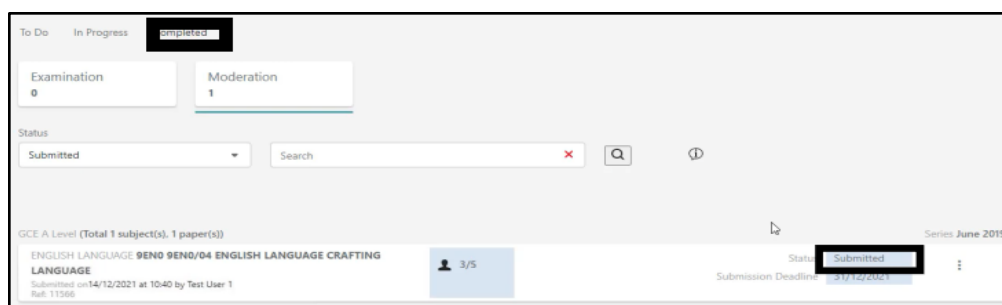 To Do In Progress ompleted
Examination Moderation
0 1
Status
Submitted Search
GCE A Level (Total 1 subject(s), 1 paper(s)) Series June 2019
ENGLISH LANGUAGE 9EN0 9EN0/04 ENGLISH LANGUAGE CRAFTING 3/5 Status Submitted
LANGUAGE Submission Deadline 31/12/2021
Submitted on14/12/2021 at 10:40 by Test User 1
Ref: 11566